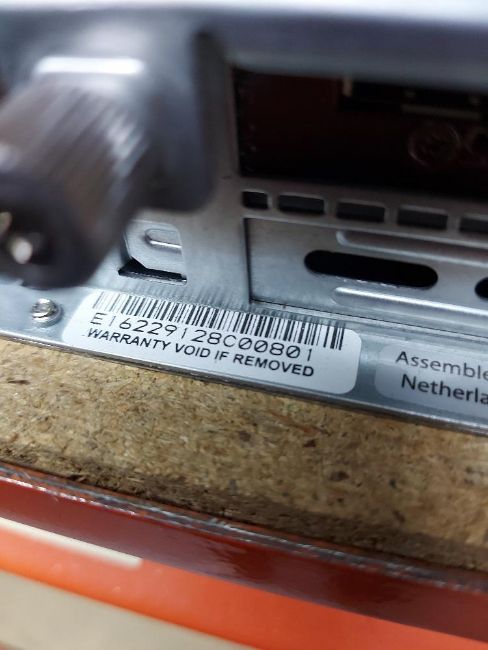 E16229128C00801
WARRANTY VOID IF REMOVED
Assemble
Netherla